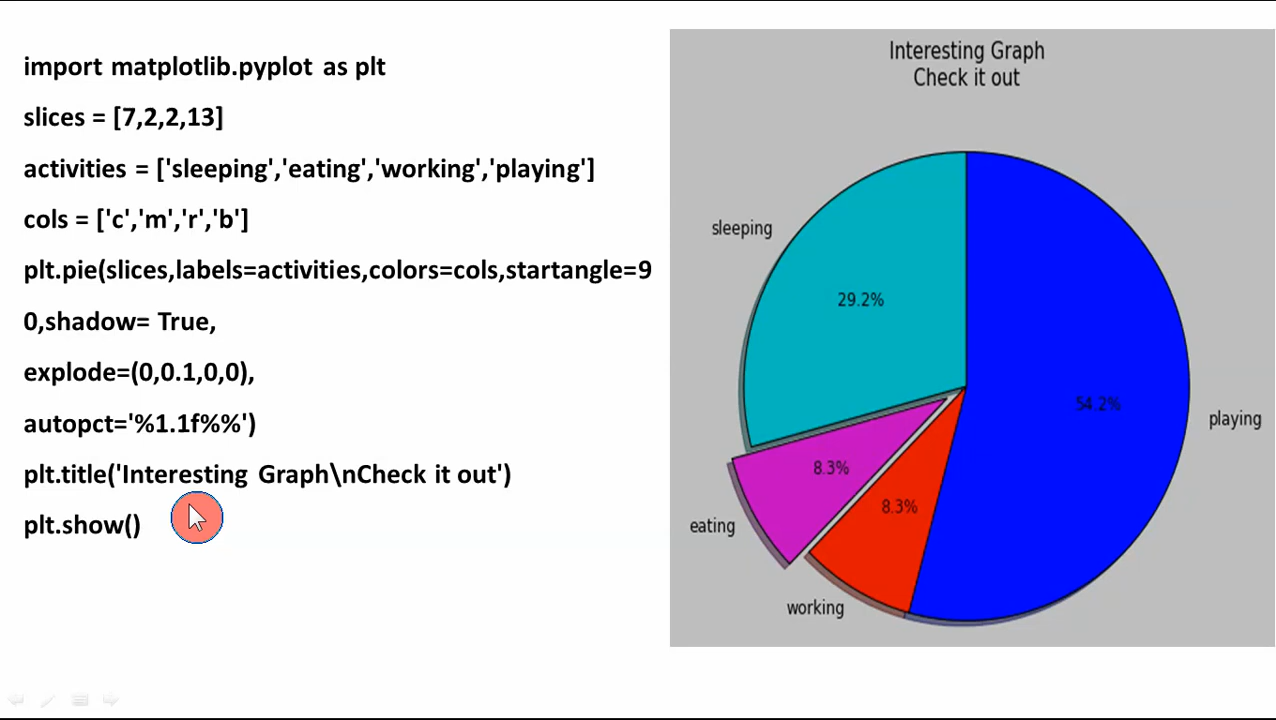 import matplotlib.pyplot as plt
slices = [7,2,2,13]
activities = ['sleeping','eating','working','playing']
cols = ['c','m','r','b']
plt.pie(slices,labels=activities,colors=cols,startangle=9
0,shadow= True,
explode=(0,0.1,0,0),
autopct='%1.1f%%')
plt.title('Interesting Graph\nCheck it out')
plt.show()
Interesting Graph
Check it out
sleeping
29.2%
54.2%
playing
8.3%
eating
8.3%
working